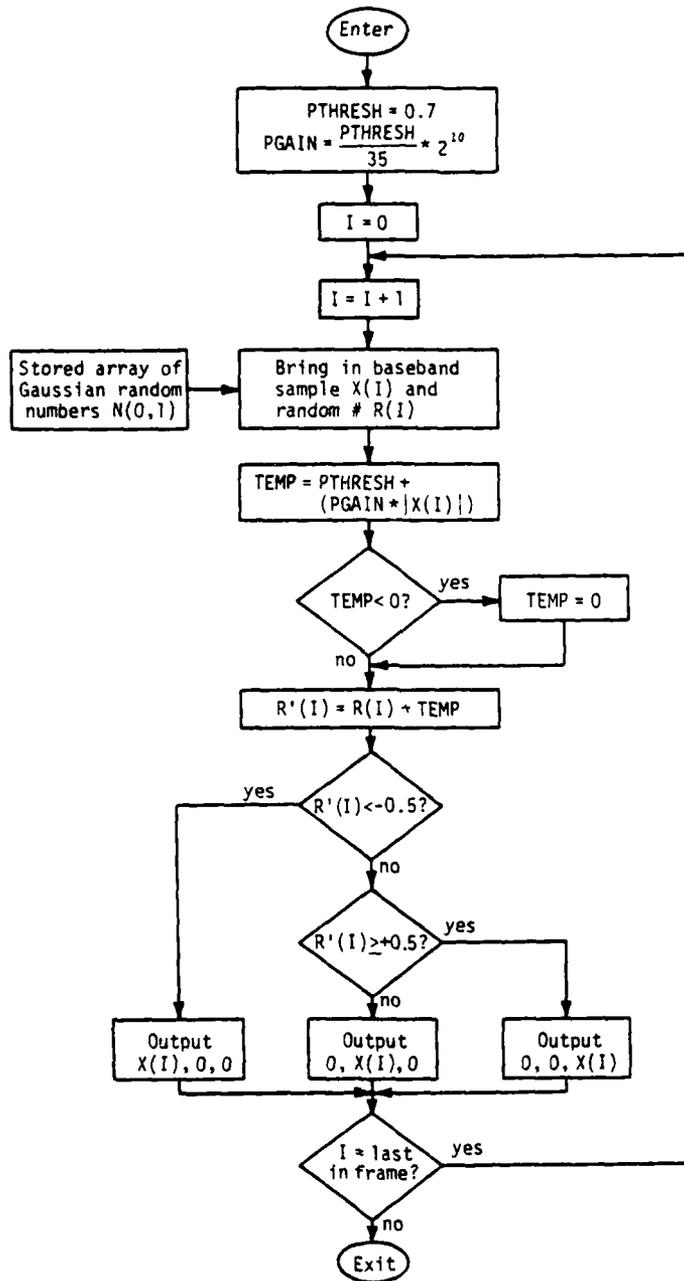 Enter
PTHRESH = 0.7
PGAIN = PTHRESH / 35 * 2^10
I = 0
I = I + 1
Stored array of
Gaussian random
numbers N(0,1)
Bring in baseband
sample X(I) and
random # R(I)
TEMP = PTHRESH +
(PGAIN * |X(I)|)
TEMP< 0?
yes
TEMP = 0
no
R'(I) = R(I) + TEMP
R'(I)<-0.5?
yes
no
R'(I)≥+0.5?
yes
no
Output
X(I),0,0
Output
0, X(I),0
Output
0, 0, X(I)
I = last
in frame?
yes
no
Exit